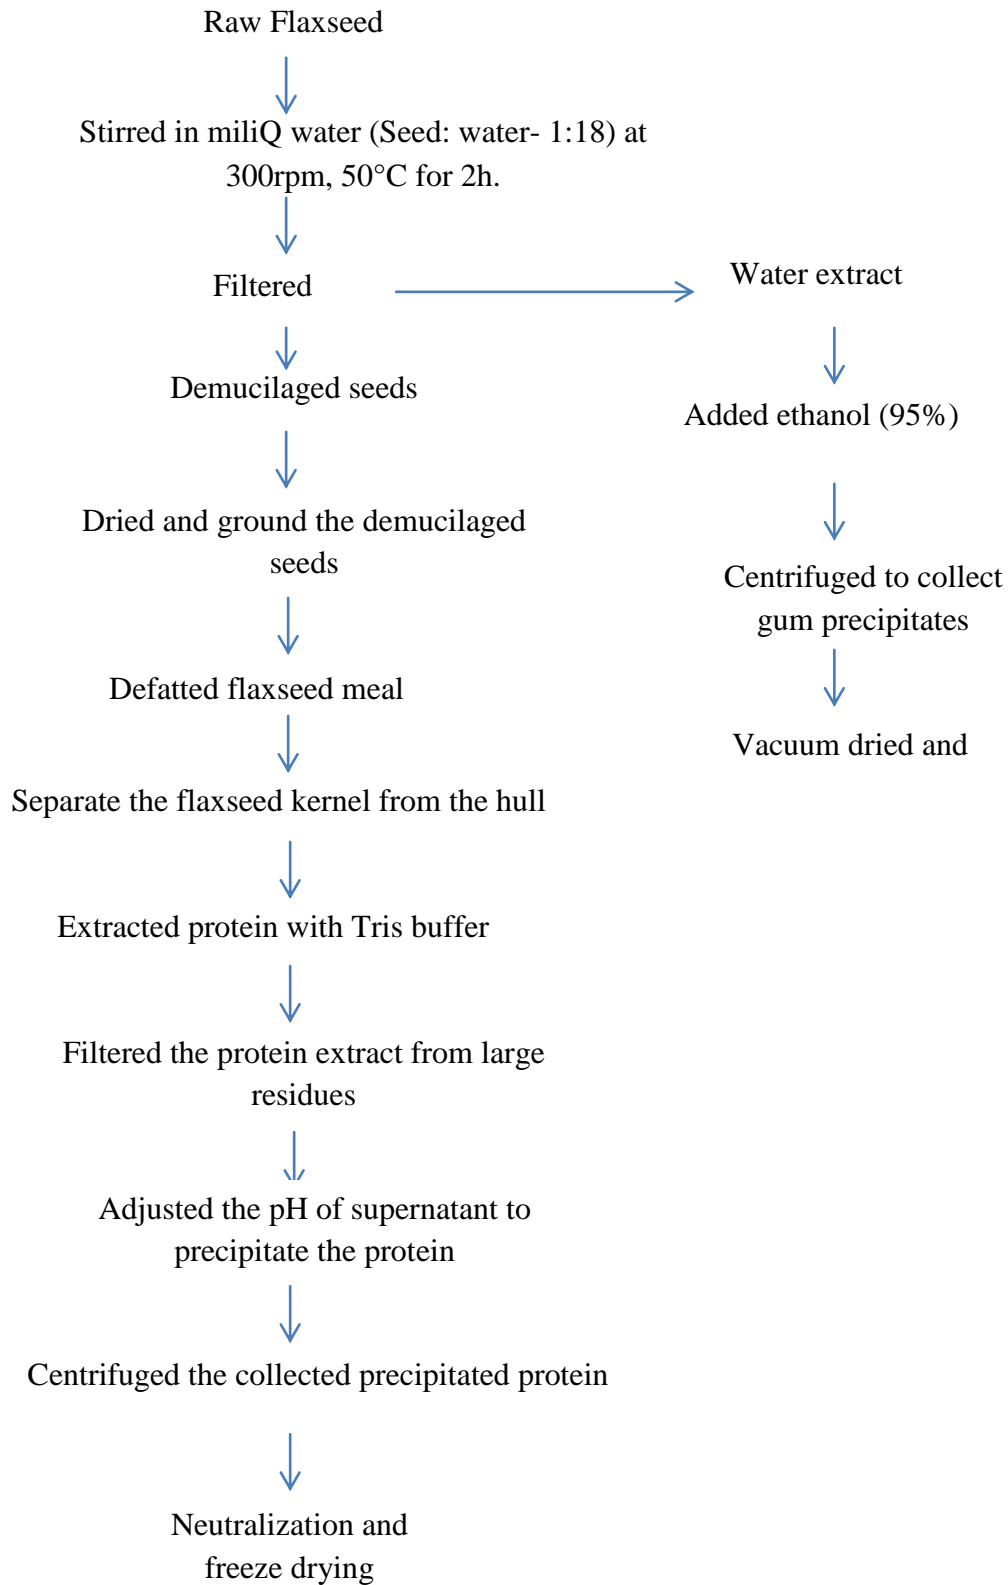 Raw Flaxseed
Stirred in miliQ water (Seed: water- 1:18) at
300rpm, 50°C for 2h.
Filtered
Water extract
Demucilaged seeds
Added ethanol (95%)
Dried and ground the demucilaged
seeds
Centrifuged to collect
gum precipitates
Defatted flaxseed meal
Vacuum dried and
Separate the flaxseed kernel from the hull
Extracted protein with Tris buffer
Filtered the protein extract from large
residues
Adjusted the pH of supernatant to
precipitate the protein
Centrifuged the collected precipitated protein
Neutralization and
freeze drying